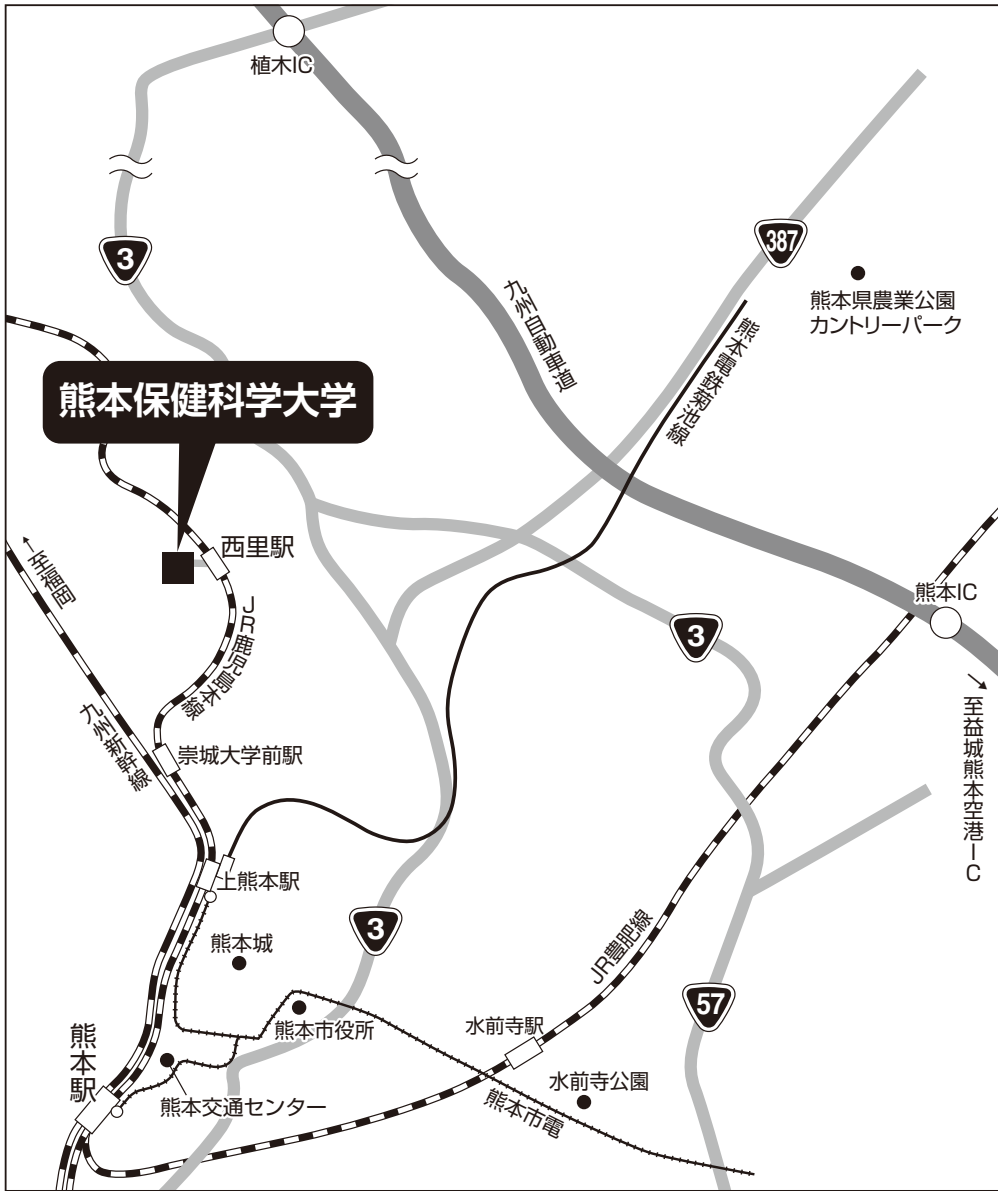 植木IC
3
387
熊本県農業公園
カントリーパーク
九州自動車道
熊本電鉄菊池線
熊本保健科学大学
西里駅
←至福岡
JR鹿児島本線
熊本IC
3
→至益城熊本空港IC
九州新幹線
崇城大学前駅
上熊本駅
熊本城
3
JR豊肥線
57
熊本市役所
水前寺駅
熊本駅
熊本交通センター
水前寺公園
熊本市電